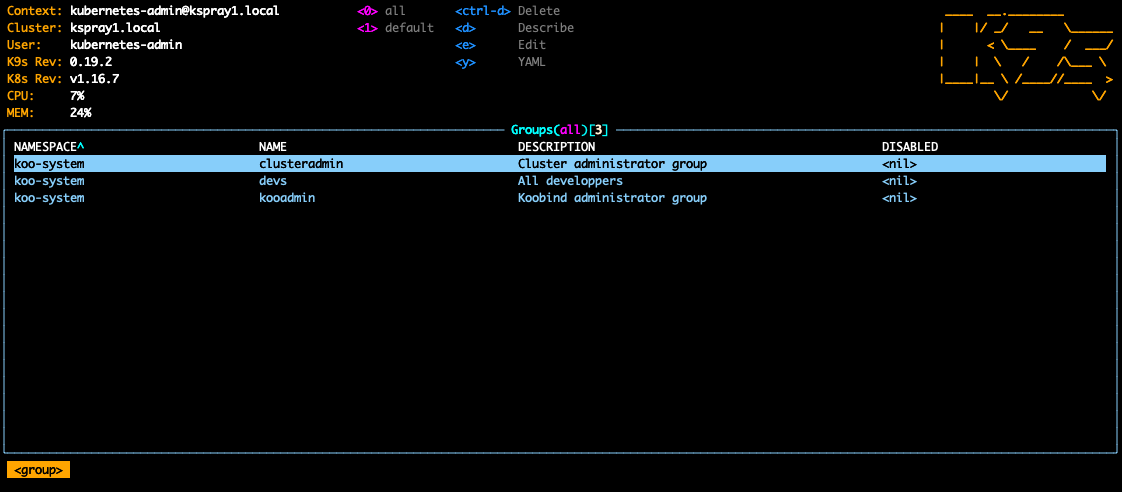 Context: kubernetes-admin@kspray1.local <0> all <ctrl-d> Delete
Cluster: kspray1.local <1> default <d> Describe
User: kubernetes-admin <e> Edit
K9s Rev: 0.19.2 <y> YAML
K8s Rev: v1.16.7
CPU: 7%
MEM: 24%
Groups(all)[3]
NAMESPACE^ NAME DESCRIPTION DISABLED
koo-system clusteradmin Cluster administrator group <nil>
koo-system devs All developpers <nil>
koo-system kooadmin Koobind administrator group <nil>
<group>